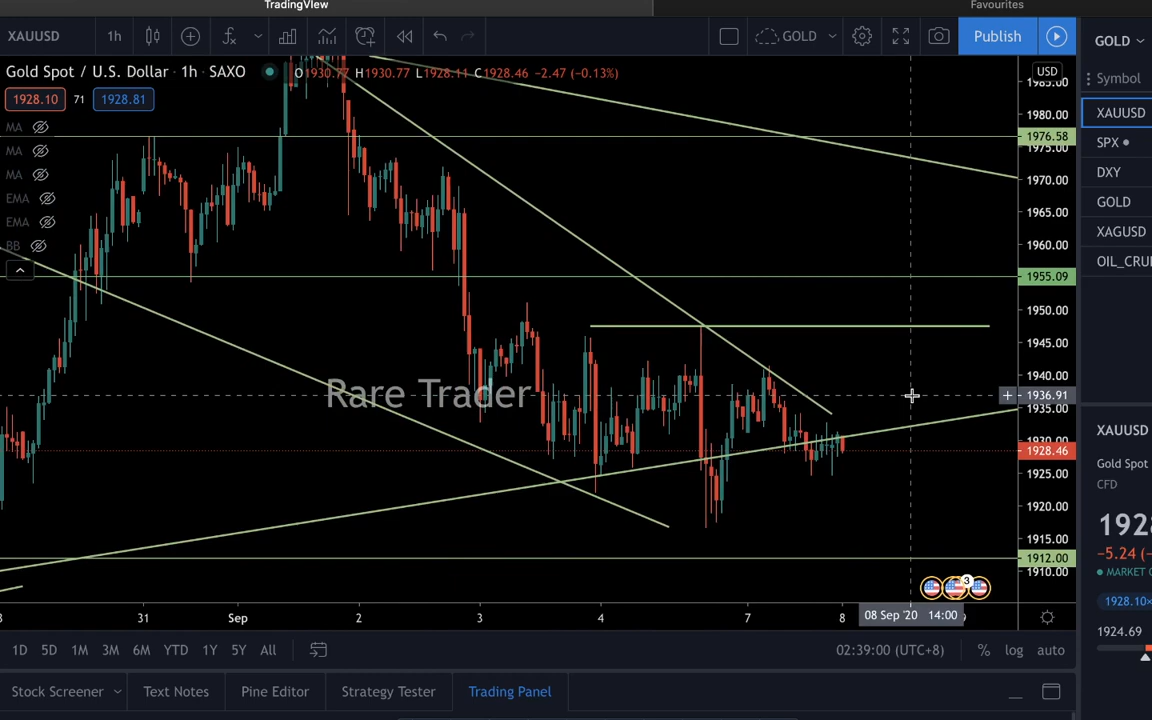 TradingView
Favourites
XAUUSD 1h GOLD Publish GOLD
Gold Spot / U.S. Dollar · 1h · SAXO O1930.77 H1930.77 L1928.11 C1928.46 −2.47 (−0.13%) USD Symbol
1928.10 71 1928.81
MA
MA
MA
EMA
EMA
BB
1980.00
1976.58
1975.00
1970.00
1965.00
1960.00
1955.09
1950.00
1945.00
1940.00
1936.91
1935.00
1930.00
1928.46
1925.00
1920.00
1915.00
1912.00
1910.00
XAUUSD
SPX
DXY
GOLD
XAGUSD
OIL_CRU
Rare Trader
XAUUSD
Gold Spot
CFD
192
−5.24 (−
MARKET
1928.10
1924.69
3
31 Sep 2 3 4 7 8 08 Sep '20 14:00
1D 5D 1M 3M 6M YTD 1Y 5Y All 02:39:00 (UTC+8) % log auto
Stock Screener Text Notes Pine Editor Strategy Tester Trading Panel